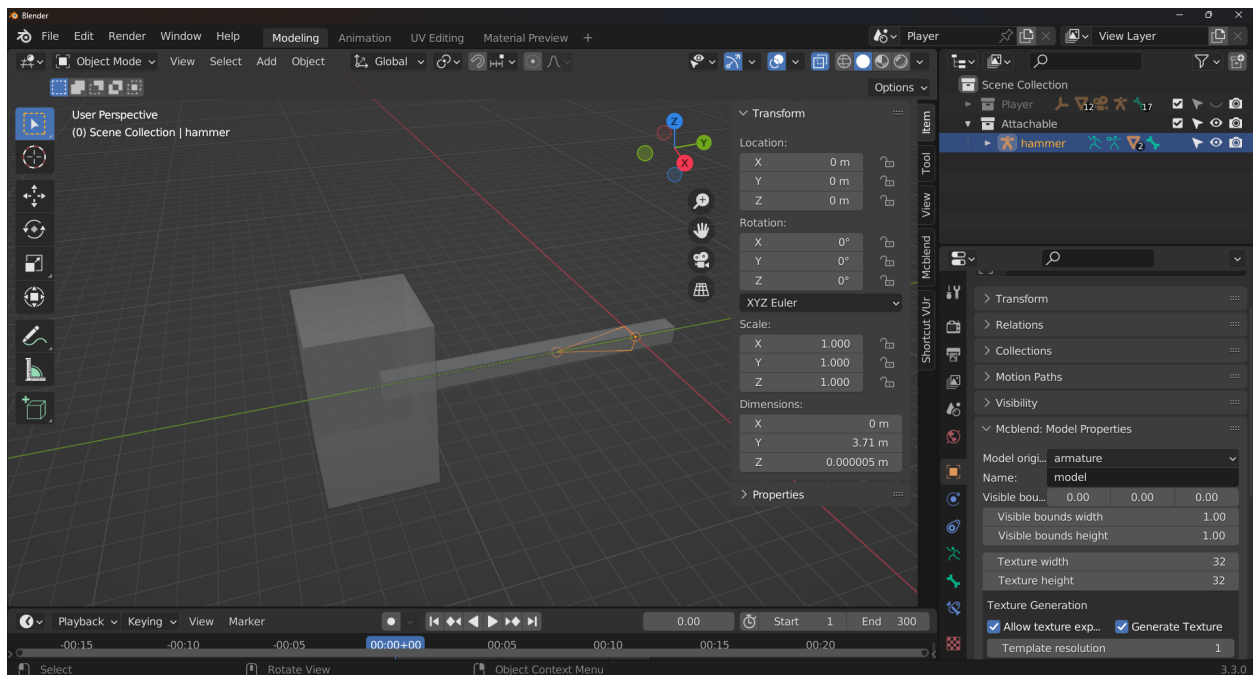 Blender
File Edit Render Window Help Modeling Animation UV Editing Material Preview + Player View Layer
Object Mode View Select Add Object Global Options
User Perspective
(0) Scene Collection | hammer
Z
Y
X
Transform
Location:
X 0 m
Y 0 m
Z 0 m
Rotation:
X 0°
Y 0°
Z 0°
XYZ Euler
Scale:
X 1.000
Y 1.000
Z 1.000
Dimensions:
X 0 m
Y 3.71 m
Z 0.000005 m
Properties
Item
Tool
View
Mcblend
Shortcut VUr
Scene Collection
Player 12 17
Attachable
hammer 2
Transform
Relations
Collections
Motion Paths
Visibility
Mcblend: Model Properties
Model origi... armature
Name: model
Visible bou... 0.00 0.00 0.00
Visible bounds width 1.00
Visible bounds height 1.00
Texture width 32
Texture height 32
Texture Generation
Allow texture exp... Generate Texture
Template resolution 1
Playback Keying View Marker 0.00 Start 1 End 300
-00:15 -00:10 -00:05 00:00+00 00:05 00:10 00:15 00:20
Select Rotate View Object Context Menu 3.3.0